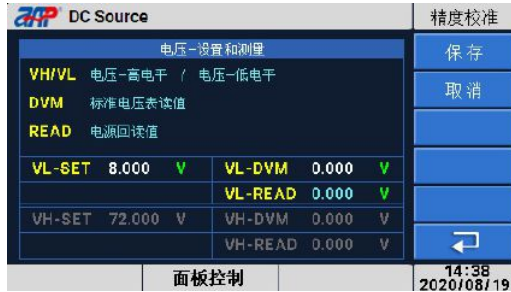 ZAP DC Source
精度校准
电压-设置和测量
保存
VH/VL 电压-高电平 / 电压-低电平
取消
DVM 标准电压表读值
READ 电源回读值
VL-SET 8.000 V VL-DVM 0.000 V
VL-READ 0.000 V
VH-SET 72.000 V VH-DVM 0.000 V
VH-READ 0.000 V
面板控制
14:38
2020/08/19